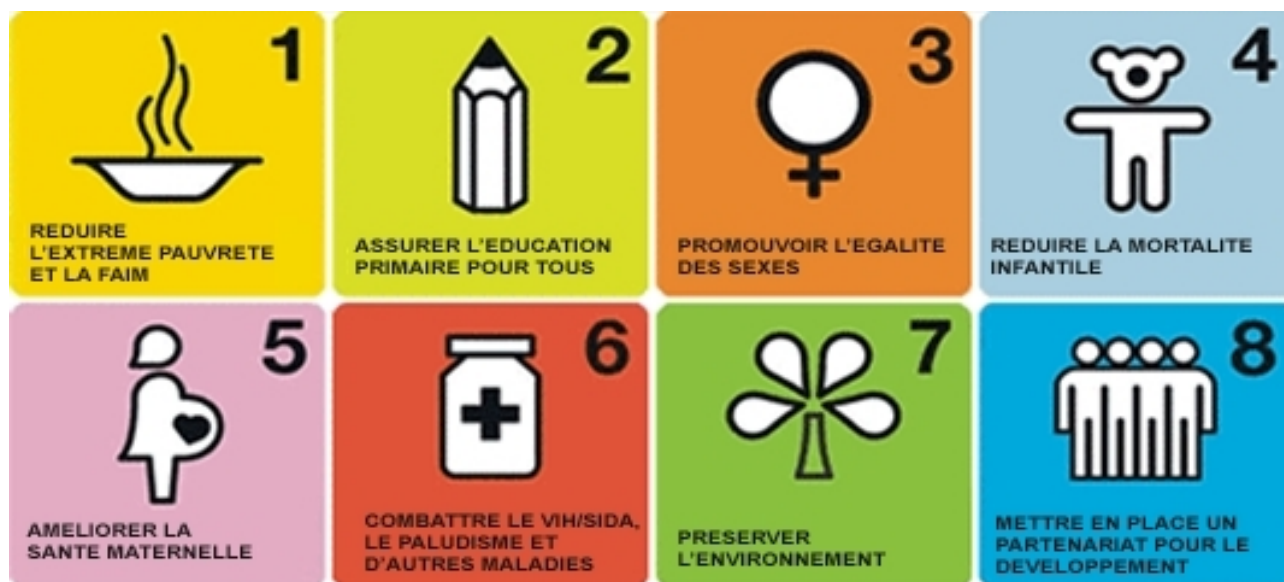 1
REDUIRE
L'EXTREME PAUVRETE
ET LA FAIM
2
ASSURER L'EDUCATION
PRIMAIRE POUR TOUS
3
PROMOUVOIR L'EGALITE
DES SEXES
4
REDUIRE LA MORTALITE
INFANTILE
5
AMELIORER LA
SANTE MATERNELLE
6
COMBATTRE LE VIH/SIDA,
LE PALUDISME ET
D'AUTRES MALADIES
7
PRESERVER
L'ENVIRONNEMENT
8
METTRE EN PLACE UN
PARTENARIAT POUR LE
DEVELOPPEMENT